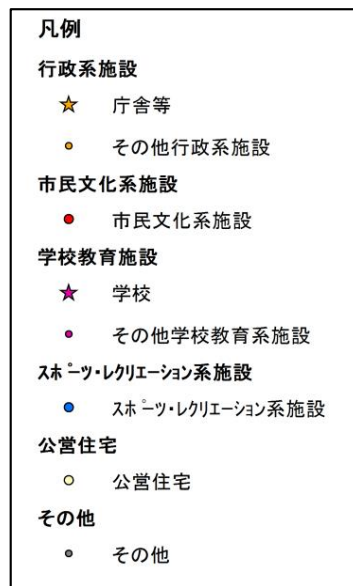 凡例
行政系施設
庁舎等
その他行政系施設
市民文化系施設
市民文化系施設
学校教育施設
学校
その他学校教育系施設
スポーツ・レクリエーション系施設
スポーツ・レクリエーション系施設
公営住宅
公営住宅
その他
その他